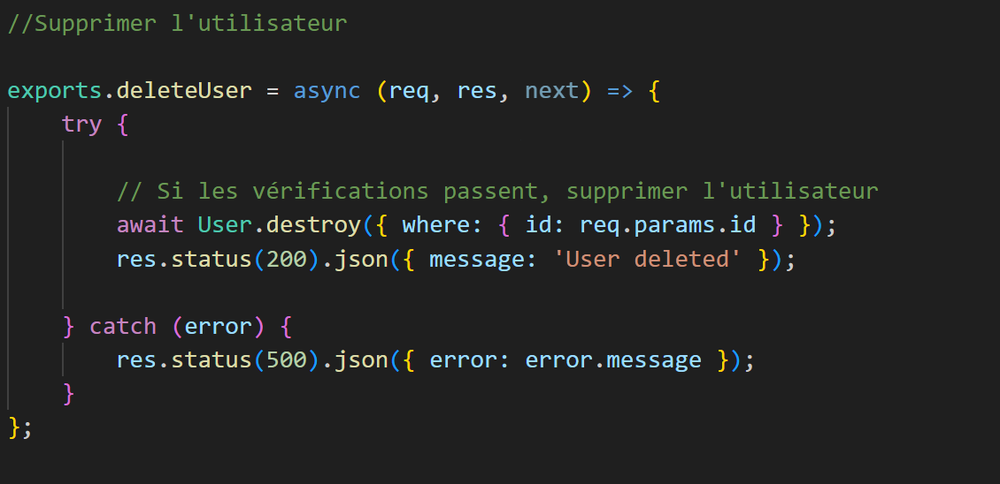 //Supprimer l'utilisateur
exports.deleteUser = async (req, res, next) => {
try {
// Si les vérifications passent, supprimer l'utilisateur
await User.destroy({ where: { id: req.params.id } });
res.status(200).json({ message: 'User deleted' });
} catch (error) {
res.status(500).json({ error: error.message });
}
};